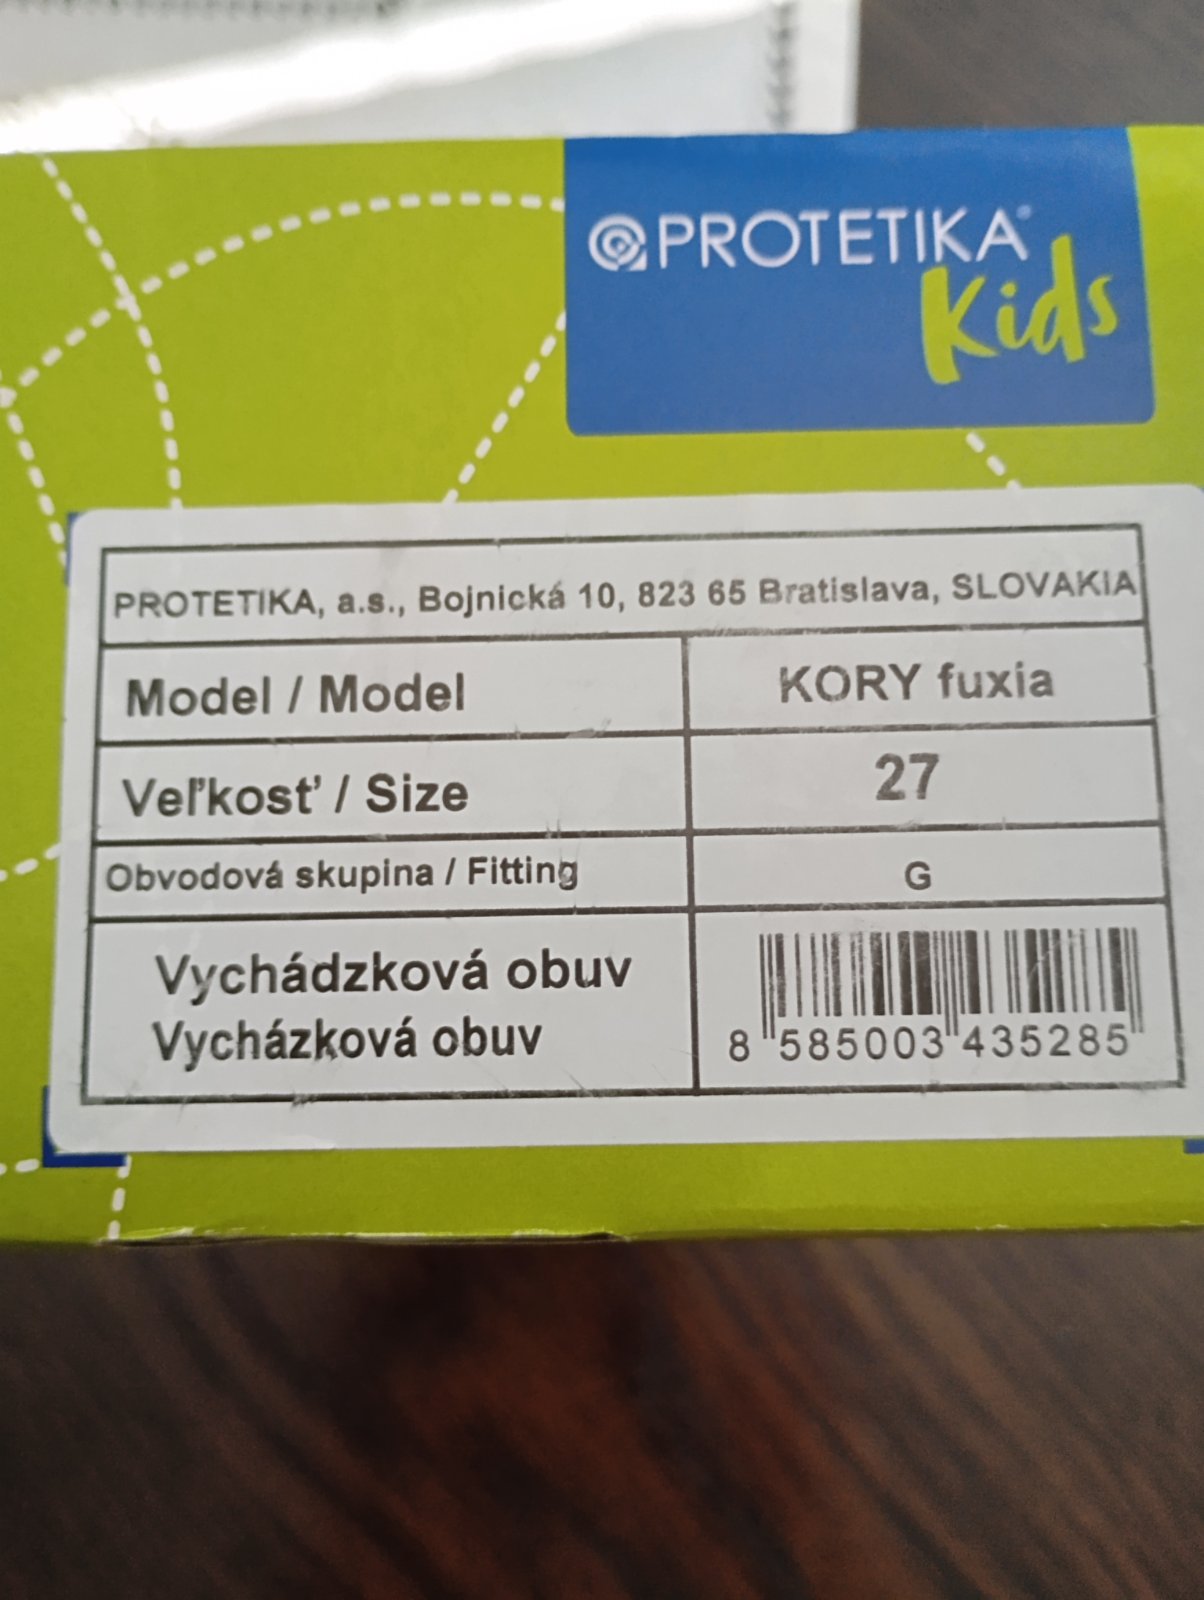 PROTETIKA®
Kids
PROTETIKA, a.s., Bojnická 10, 823 65 Bratislava, SLOVAKIA
Model / Model
KORY fuxia
Veľkosť / Size
27
Obvodová skupina / Fitting
G
Vychádzková obuv
Vycházková obuv
8 585003 435285